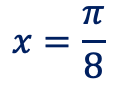 x = π/8